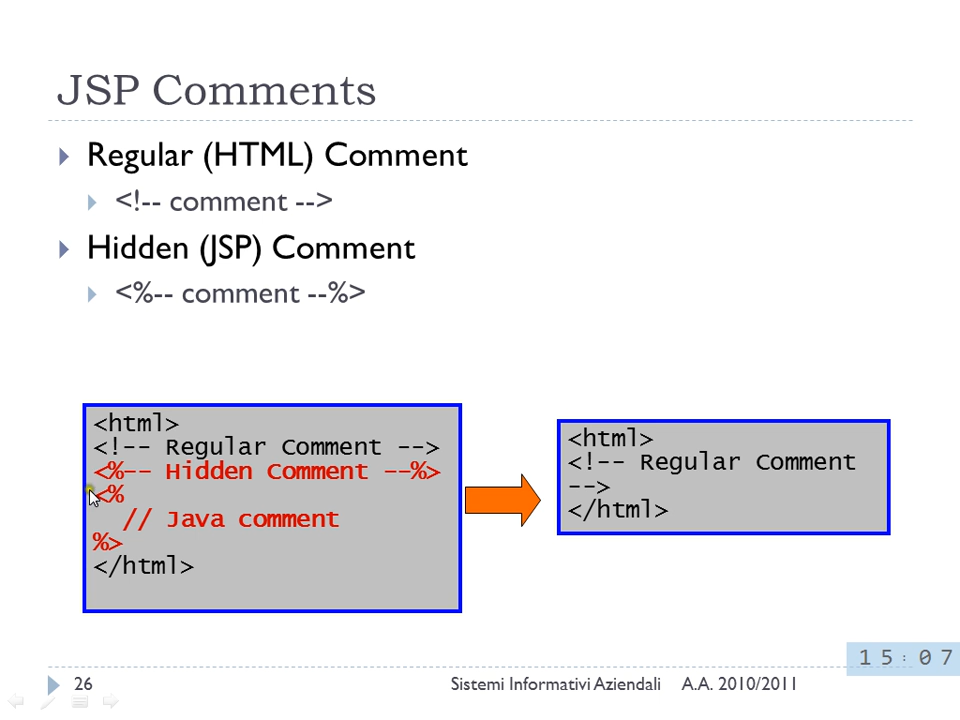 JSP Comments
Regular (HTML) Comment
<!-- comment -->
Hidden (JSP) Comment
<%-- comment --%>
<html>
<!-- Regular Comment -->
<%-- Hidden Comment --%>
<%
// Java comment
%>
</html>
<html>
<!-- Regular Comment
-->
</html>
15:07
26
Sistemi Informativi Aziendali A.A. 2010/2011